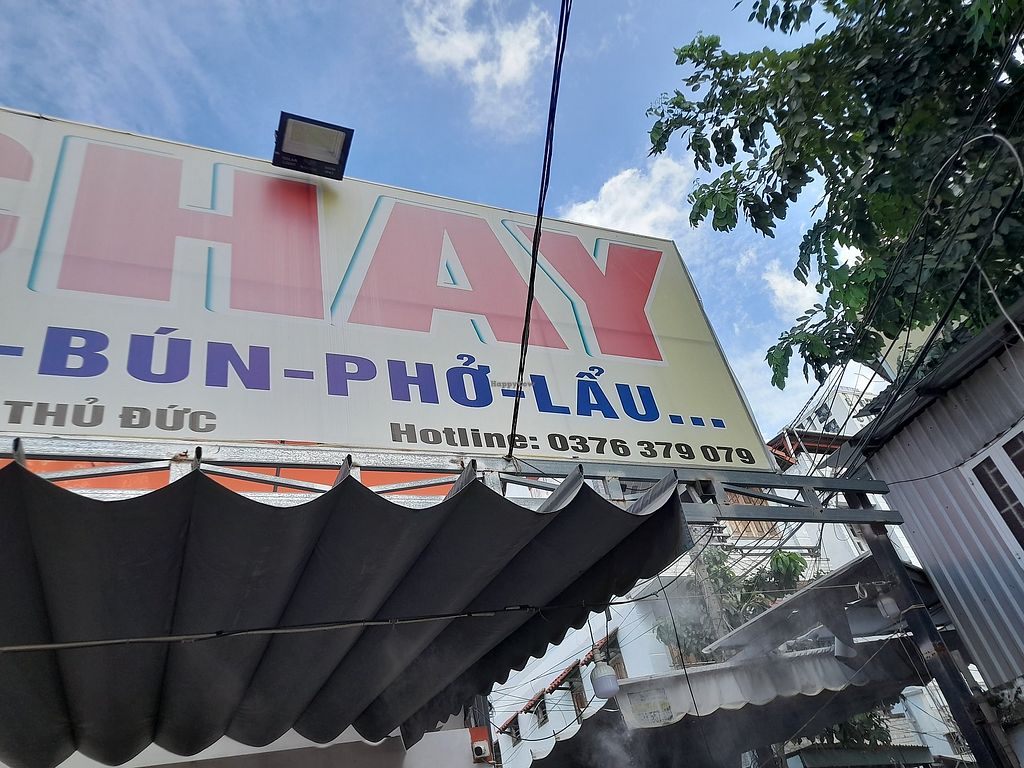 CHAY
-BÚN-PHỞ-LẨU...
THỦ ĐỨC
Hotline: 0376 379 079